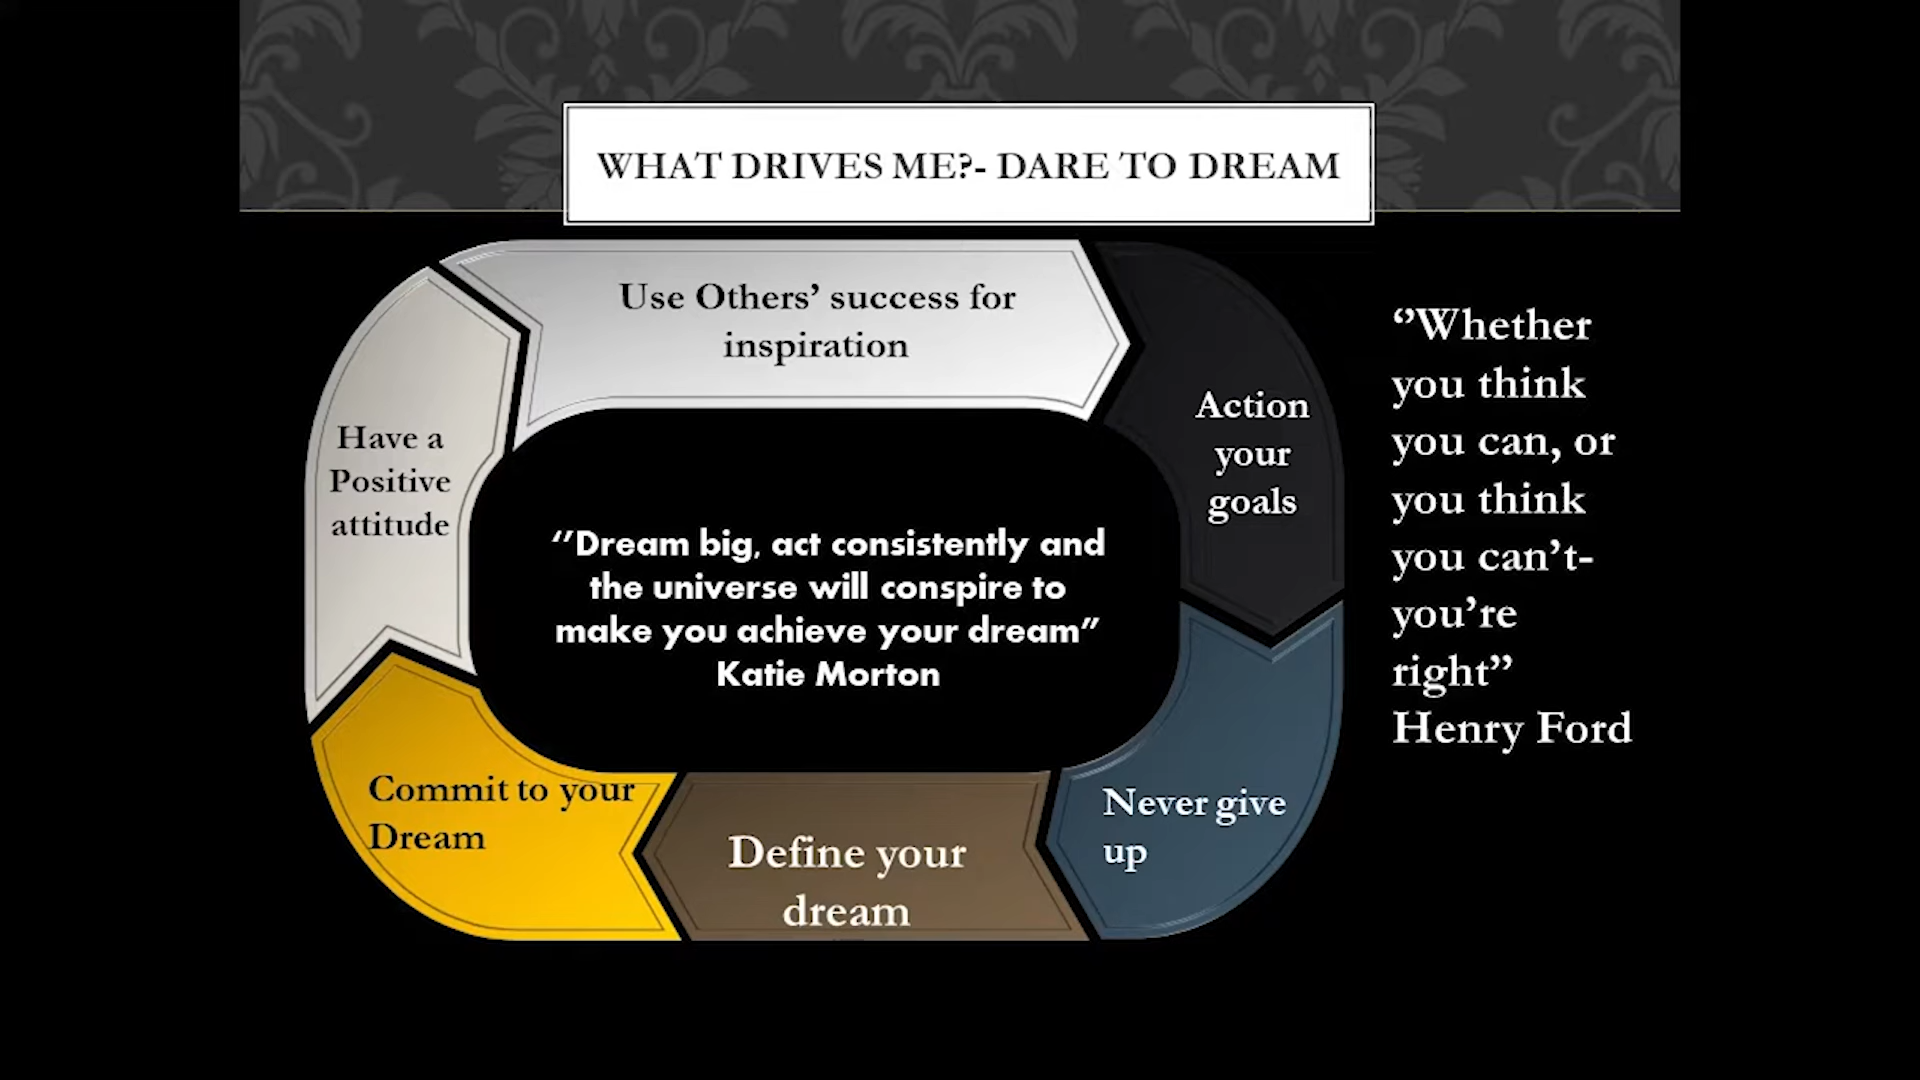 WHAT DRIVES ME?- DARE TO DREAM
Use Others’ success for
inspiration
Action
your
goals
Have a
Positive
attitude
‘’Dream big, act consistently and
the universe will conspire to
make you achieve your dream”
Katie Morton
Commit to your
Dream
Define your
dream
Never give
up
‘’Whether
you think
you can, or
you think
you can’t-
you’re
right”
Henry Ford